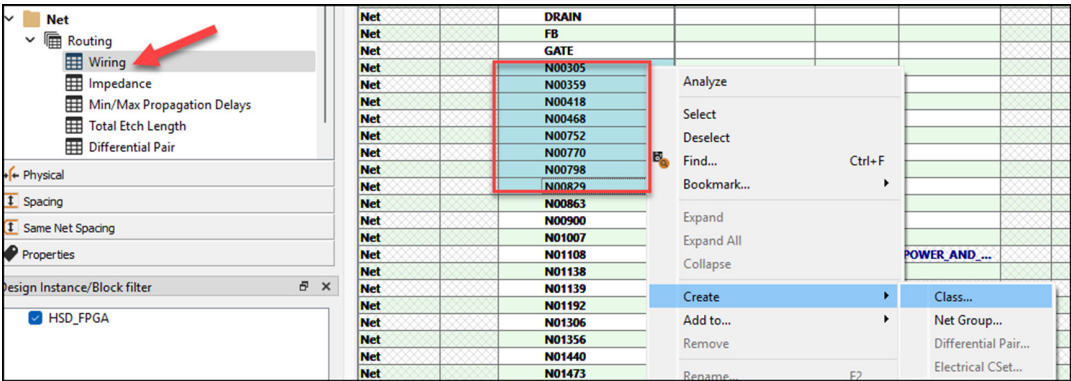 Net
Routing
Wiring
Impedance
Min/Max Propagation Delays
Total Etch Length
Differential Pair
Physical
Spacing
Same Net Spacing
Properties
Design Instance/Block filter
HSD_FPGA
Net DRAIN
Net FB
Net GATE
Net N00305
Net N00359
Net N00418
Net N00468
Net N00752
Net N00770
Net N00798
Net N00829
Net N00863
Net N00900
Net N01007
Net N01108 POWER_AND_...
Net N01138
Net N01139
Net N01192
Net N01306
Net N01356
Net N01440
Net N01473
Analyze
Select
Deselect
Find... Ctrl+F
Bookmark...
Expand
Expand All
Collapse
Create
Add to...
Remove
Rename... F2
Class...
Net Group...
Differential Pair...
Electrical CSet...